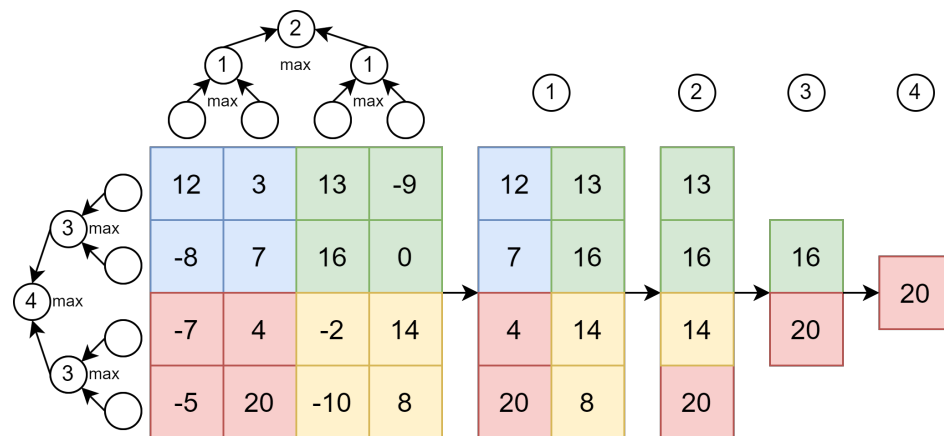 2
1 max 1
max max
1 2 3 4
12 3 13 -9 12 13 13
3 max
-8 7 16 0 7 16 16 16
4 max 20
-7 4 -2 14 4 14 14 20
3 max
-5 20 -10 8 20 8 20